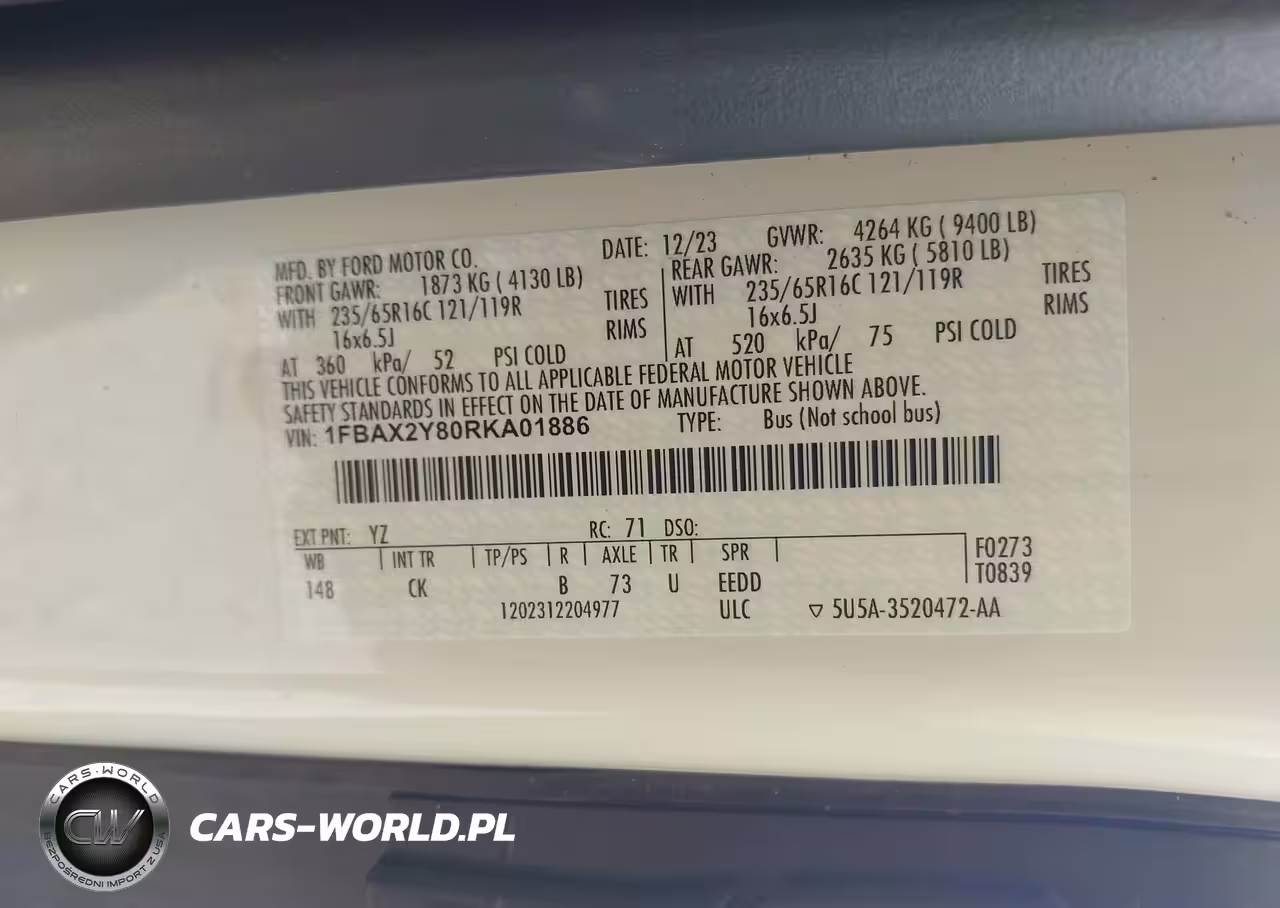 MFD. BY FORD MOTOR CO. DATE: 12/23 GVWR: 4264 KG ( 9400 LB)
FRONT GAWR: 1873 KG ( 4130 LB) REAR GAWR: 2635 KG ( 5810 LB)
WITH 235/65R16C 121/119R TIRES WITH 235/65R16C 121/119R TIRES
16x6.5J RIMS 16x6.5J RIMS
AT 360 kPa/ 52 PSI COLD AT 520 kPa/ 75 PSI COLD
THIS VEHICLE CONFORMS TO ALL APPLICABLE FEDERAL MOTOR VEHICLE
SAFETY STANDARDS IN EFFECT ON THE DATE OF MANUFACTURE SHOWN ABOVE.
VIN: 1FBAX2Y80RKA01886 TYPE: Bus (Not school bus)
EXT PNT: YZ RC: 71 DSO:
WB INT TR TP/PS R AXLE TR SPR F0273
148 CK B 73 U EEDD T0839
1202312204977 ULC ▽ 5U5A-3520472-AA
CARS-WORLD
CW
BEZPOŚREDNI IMPORT Z USA
CARS-WORLD.PL